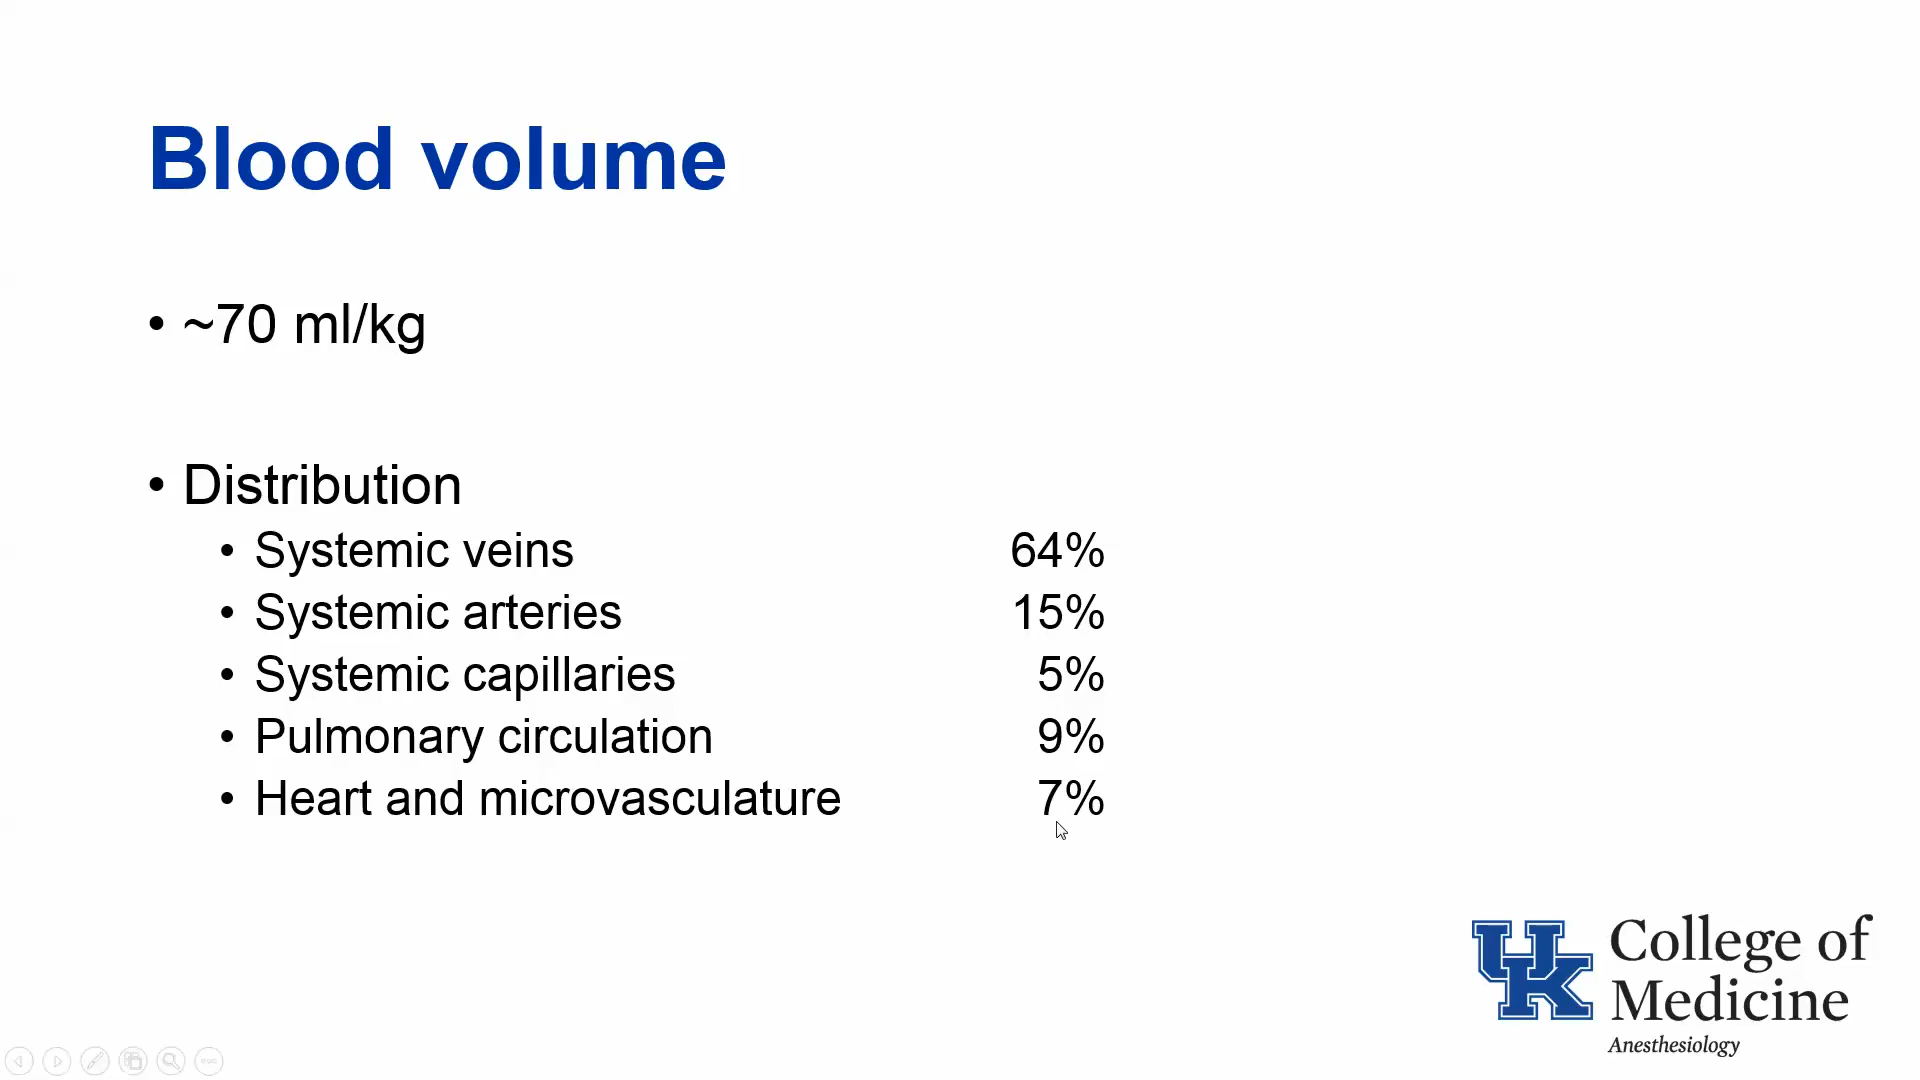 Blood volume
• ~70 ml/kg
• Distribution
• Systemic veins 64%
• Systemic arteries 15%
• Systemic capillaries 5%
• Pulmonary circulation 9%
• Heart and microvasculature 7%
UK College of
Medicine
Anesthesiology